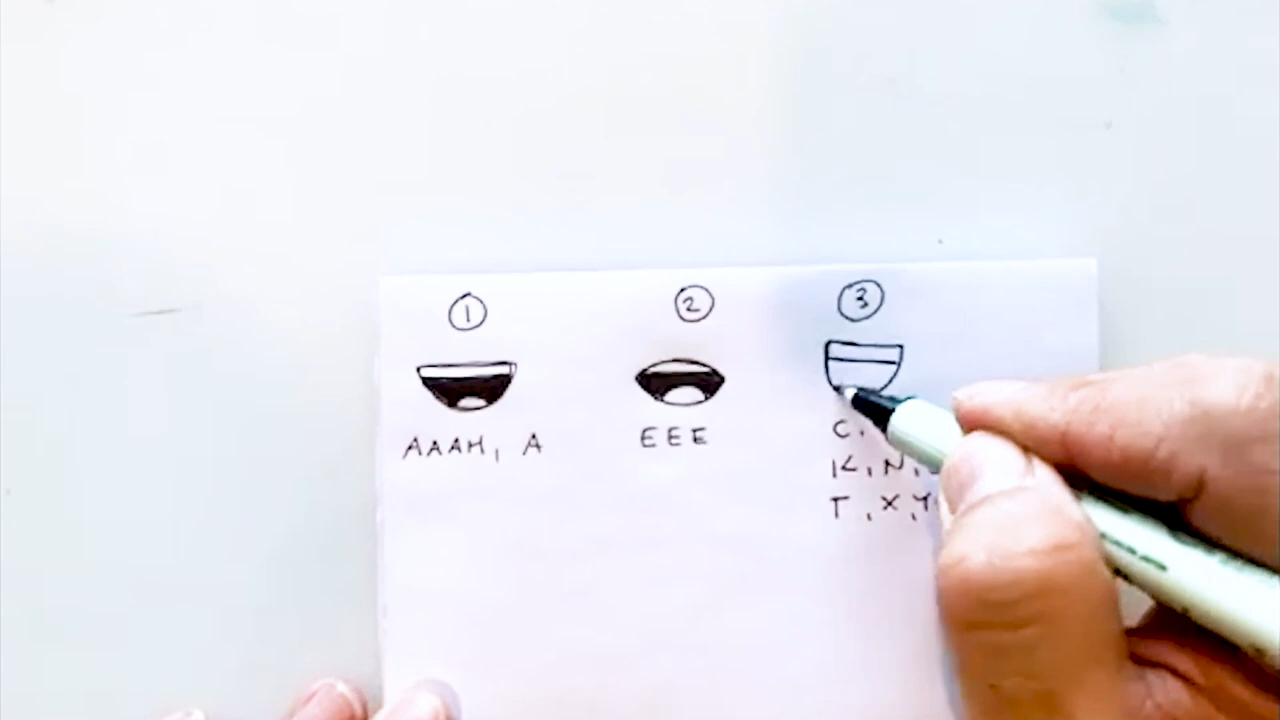 1 2 3
AAAH, A EEE C,
K, N,
T, X, Y